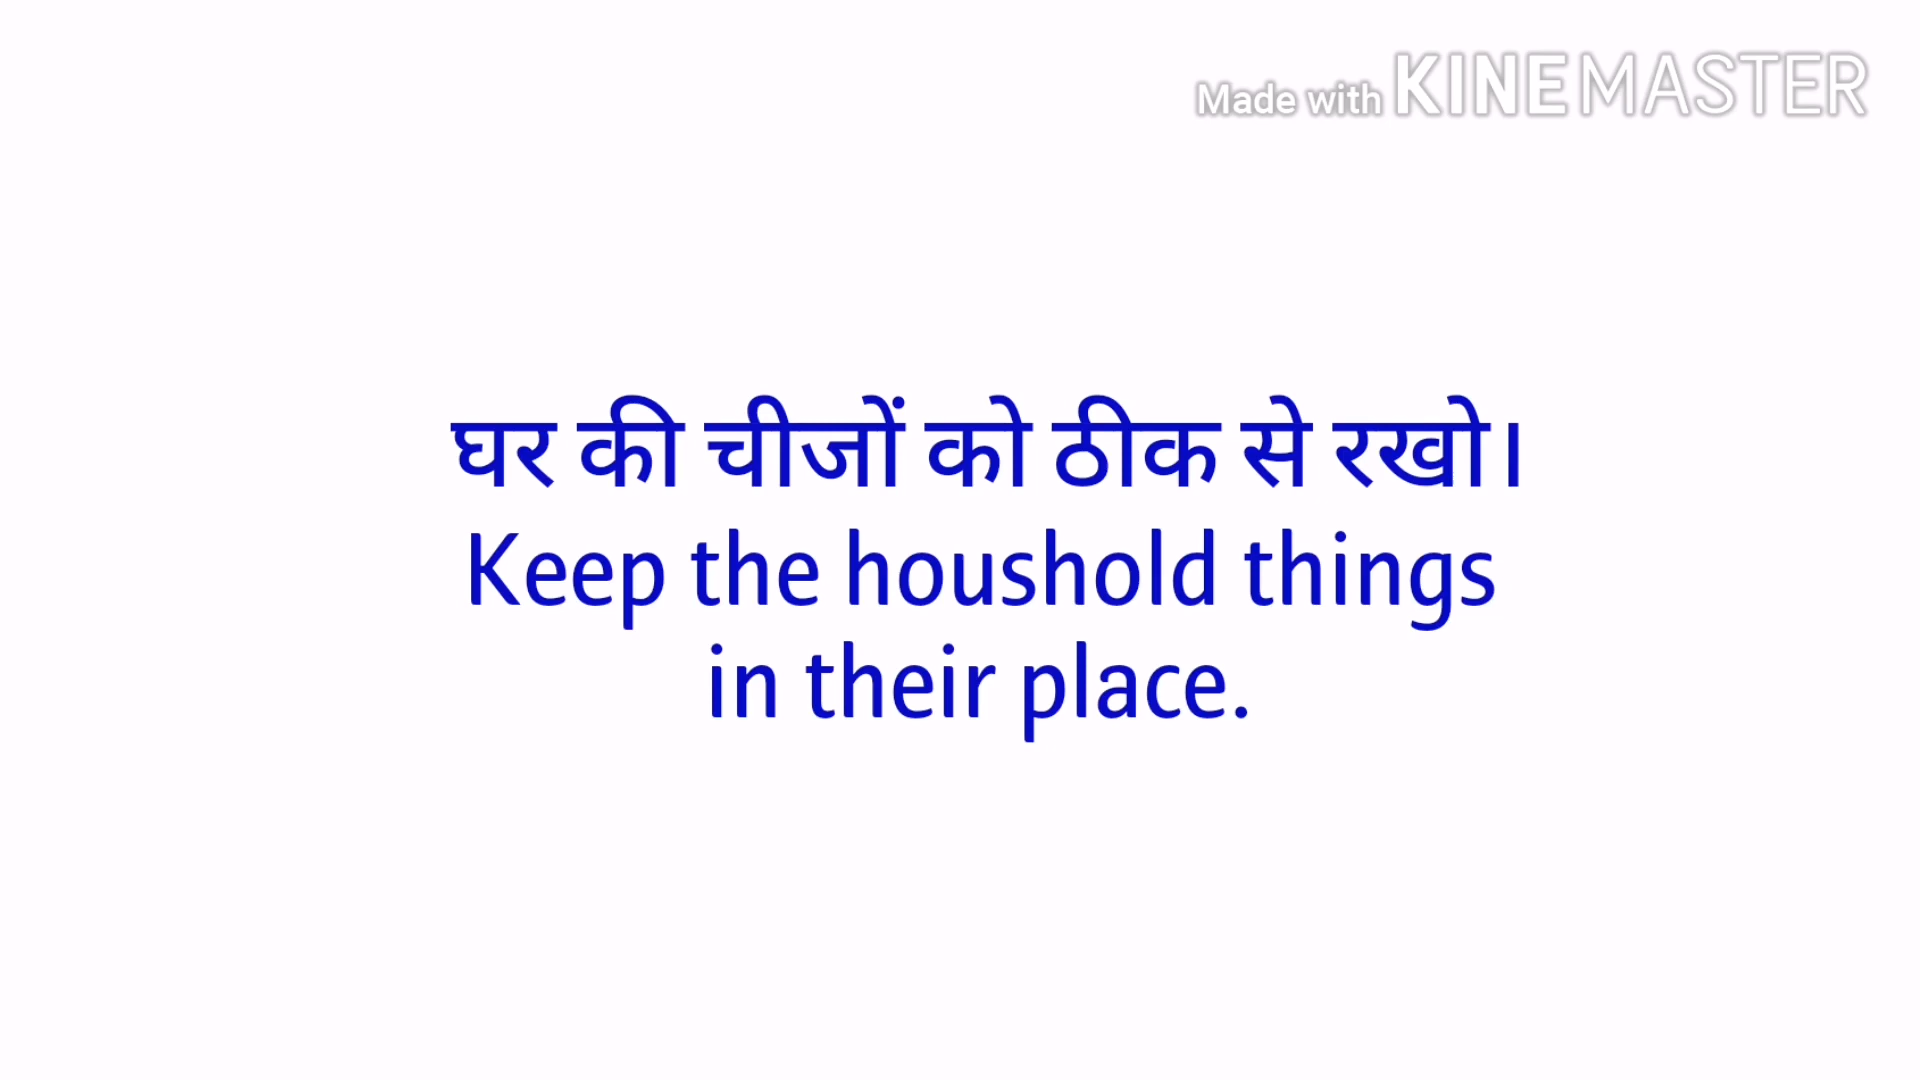 Made with KINEMASTER
घर की चीजों को ठीक से रखो।
Keep the houshold things
in their place.